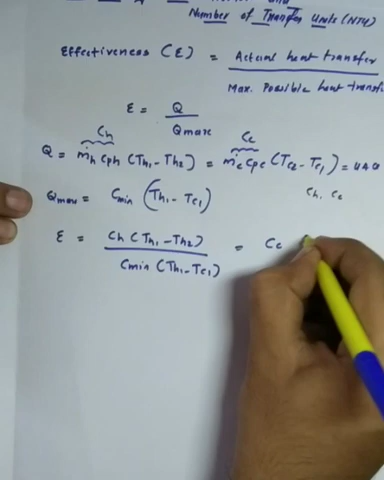 Number of Transfer Units (NTU)
Effectiveness (ε) = Actual heat transfer
Max. Possible heat transf
ε = Q
Qmax
Ch Cc
Q = ṁh Cph (Th1 - Th2) = ṁc Cpc (Tc2 - Tc1) = UAθ
Ch, Cc
Qmax = Cmin (Th1 - Tc1)
ε = Ch (Th1 - Th2) = Cc
Cmin (Th1 - Tc1)